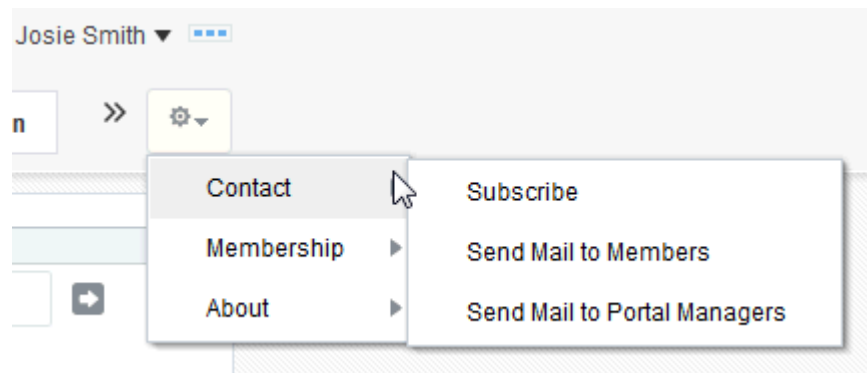 Josie Smith
n
Contact
Subscribe
Membership
Send Mail to Members
About
Send Mail to Portal Managers